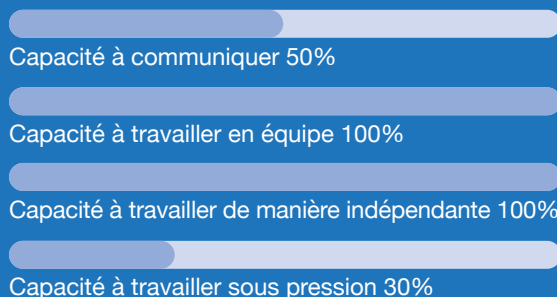 Capacité à communiquer 50%
Capacité à travailler en équipe 100%
Capacité à travailler de manière indépendante 100%
Capacité à travailler sous pression 30%